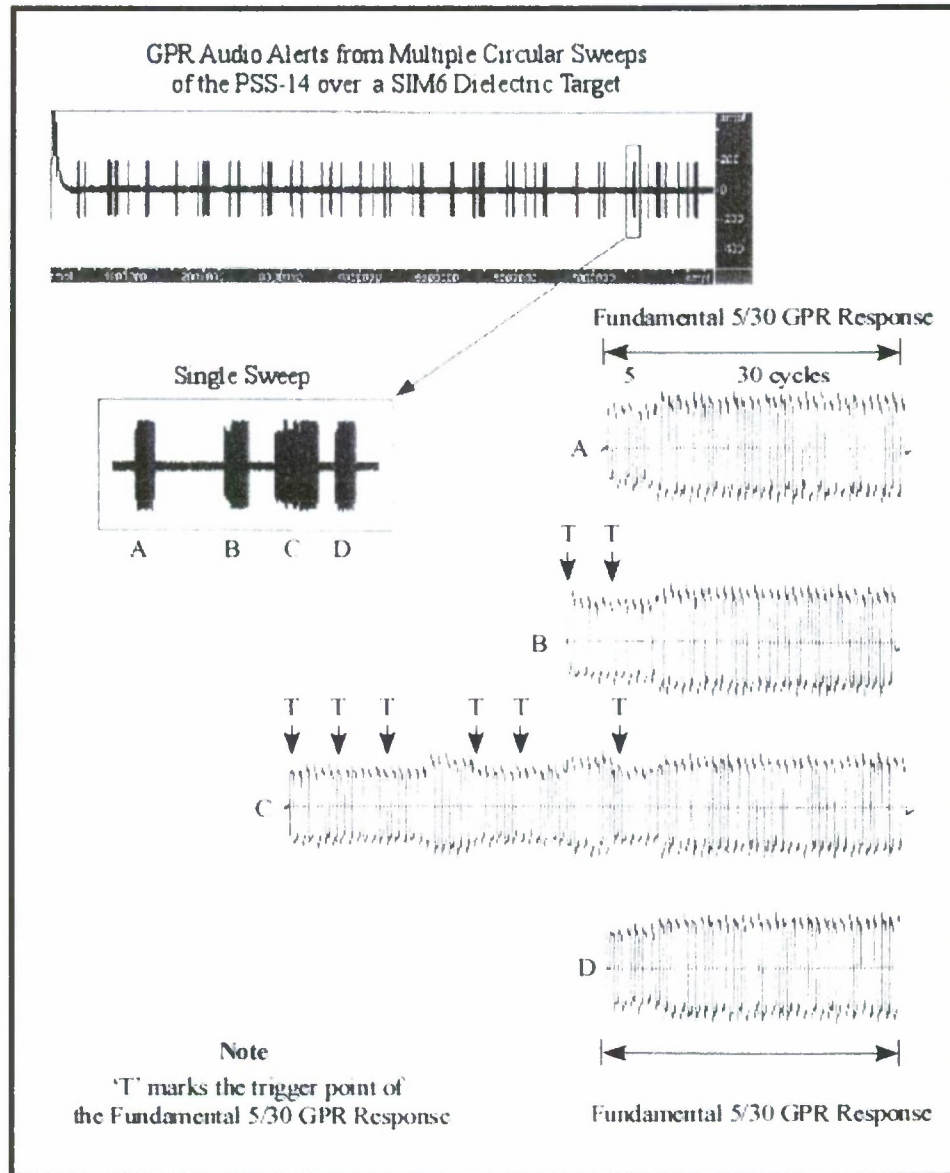 GPR Audio Alerts from Multiple Circular Sweeps
of the PSS-14 over a SIM6 Dielectric Target
200
0
Fundamental 5/30 GPR Response
5 30 cycles
Single Sweep
A B C D
A
T T
B
T T T T T T
C
D
Note
'T' marks the trigger point of
the Fundamental 5/30 GPR Response
Fundamental 5/30 GPR Response